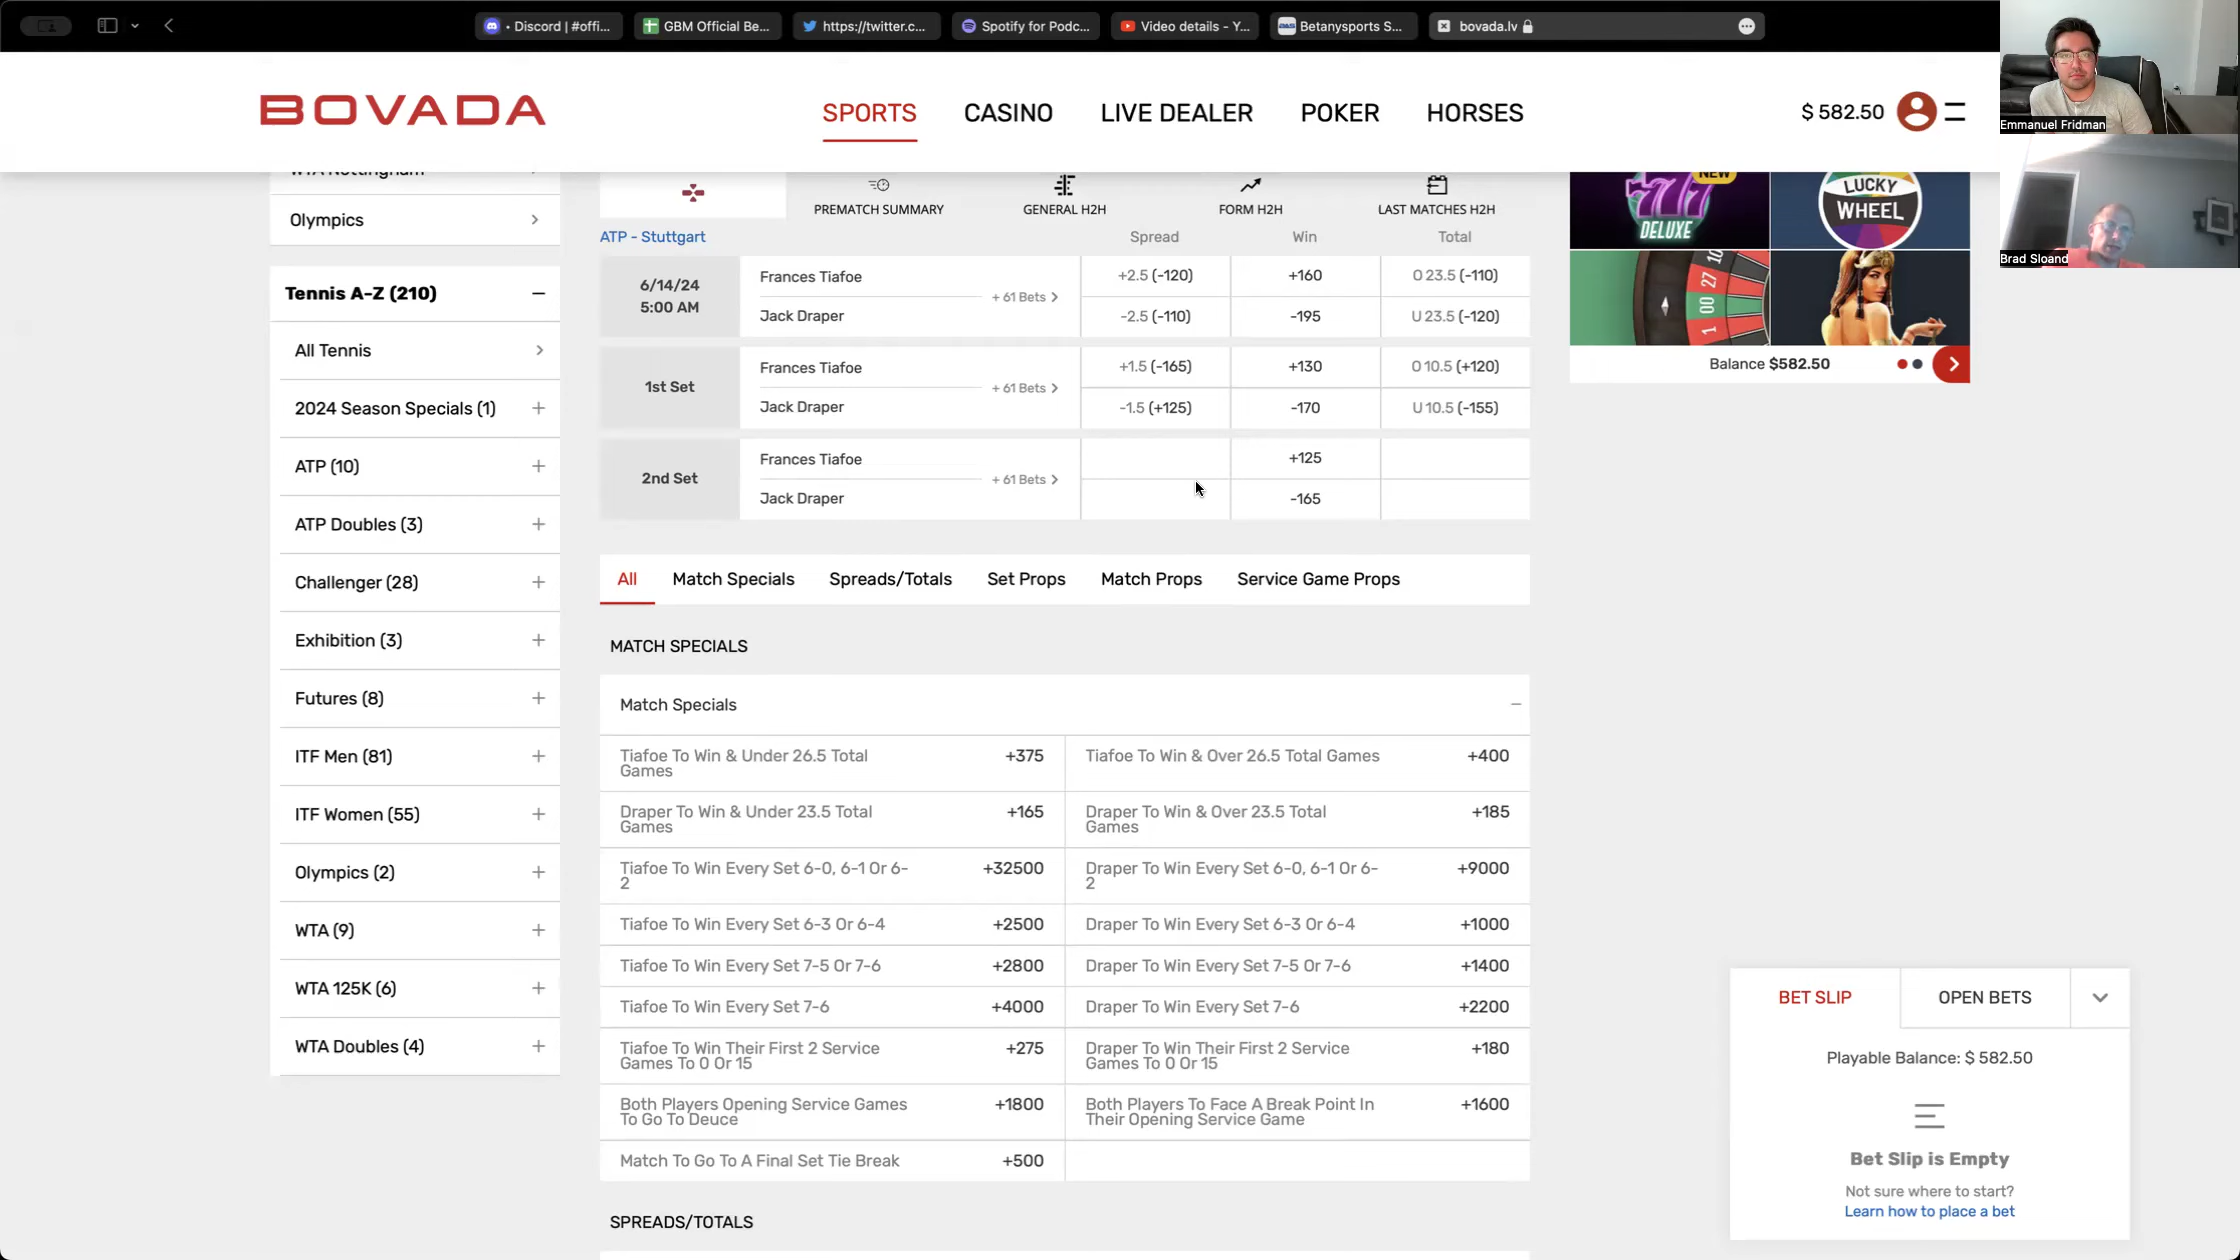 • Discord | #offi...
GBM Official Be...
https://twitter.c...
Spotify for Podc...
Video details - Y...
Betanysports S...
bovada.lv
BOVADA
SPORTS
CASINO
LIVE DEALER
POKER
HORSES
$ 582.50
Emmanuel Fridman
Brad Sloand
WTA Nottingham
Olympics
Tennis A-Z (210)
All Tennis
2024 Season Specials (1)
ATP (10)
ATP Doubles (3)
Challenger (28)
Exhibition (3)
Futures (8)
ITF Men (81)
ITF Women (55)
Olympics (2)
WTA (9)
WTA 125K (6)
WTA Doubles (4)
PREMATCH SUMMARY
GENERAL H2H
FORM H2H
LAST MATCHES H2H
ATP - Stuttgart
Spread
Win
Total
6/14/24
5:00 AM
Frances Tiafoe
Jack Draper
+ 61 Bets
+2.5 (-120)
+160
O 23.5 (-110)
-2.5 (-110)
-195
U 23.5 (-120)
1st Set
Frances Tiafoe
Jack Draper
+ 61 Bets
+1.5 (-165)
+130
O 10.5 (+120)
-1.5 (+125)
-170
U 10.5 (-155)
2nd Set
Frances Tiafoe
Jack Draper
+ 61 Bets
+125
-165
All
Match Specials
Spreads/Totals
Set Props
Match Props
Service Game Props
MATCH SPECIALS
Match Specials
Tiafoe To Win & Under 26.5 Total
Games
+375
Tiafoe To Win & Over 26.5 Total Games
+400
Draper To Win & Under 23.5 Total
Games
+165
Draper To Win & Over 23.5 Total
Games
+185
Tiafoe To Win Every Set 6-0, 6-1 Or 6-
2
+32500
Draper To Win Every Set 6-0, 6-1 Or 6-
2
+9000
Tiafoe To Win Every Set 6-3 Or 6-4
+2500
Draper To Win Every Set 6-3 Or 6-4
+1000
Tiafoe To Win Every Set 7-5 Or 7-6
+2800
Draper To Win Every Set 7-5 Or 7-6
+1400
Tiafoe To Win Every Set 7-6
+4000
Draper To Win Every Set 7-6
+2200
Tiafoe To Win Their First 2 Service
Games To 0 Or 15
+275
Draper To Win Their First 2 Service
Games To 0 Or 15
+180
Both Players Opening Service Games
To Go To Deuce
+1800
Both Players To Face A Break Point In
Their Opening Service Game
+1600
Match To Go To A Final Set Tie Break
+500
SPREADS/TOTALS
NEW
777
DELUXE
LUCKY
WHEEL
10
27
00
1
Balance $582.50
BET SLIP
OPEN BETS
Playable Balance: $ 582.50
Bet Slip is Empty
Not sure where to start?
Learn how to place a bet